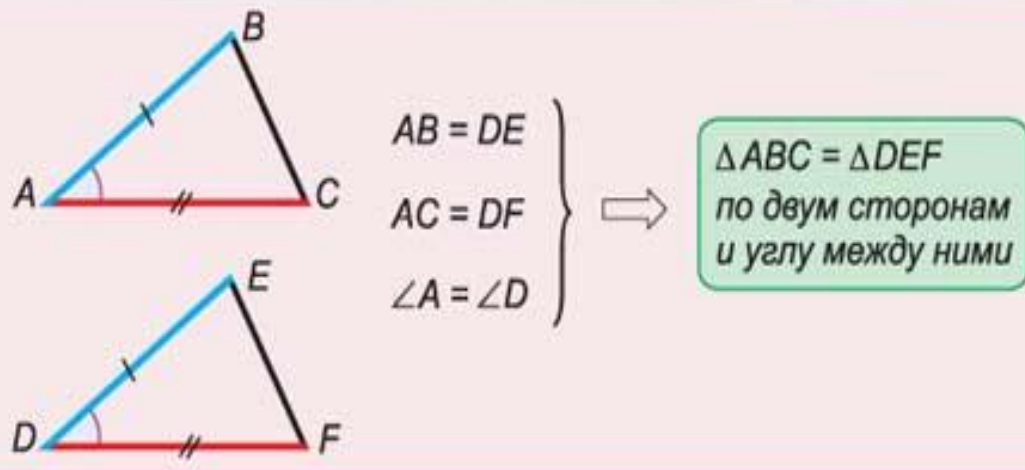 B
A
C
E
D
F
AB = DE
AC = DF
∠A = ∠D
Δ ABC = Δ DEF
по двум сторонам
и углу между ними